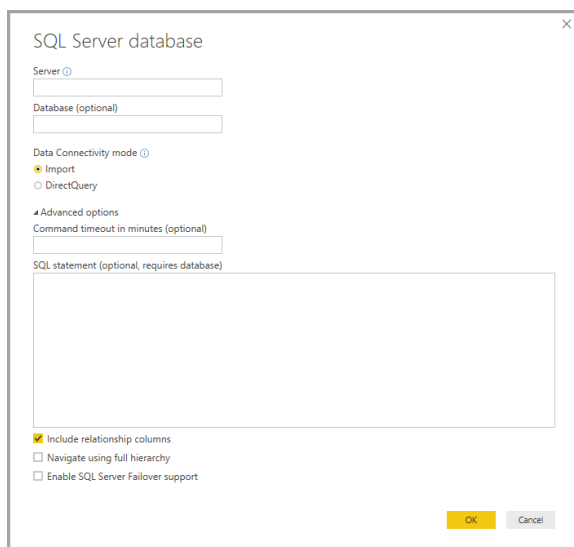 SQL Server database
Server
Database (optional)
Data Connectivity mode
Import
DirectQuery
Advanced options
Command timeout in minutes (optional)
SQL statement (optional, requires database)
Include relationship columns
Navigate using full hierarchy
Enable SQL Server Failover support
OK Cancel